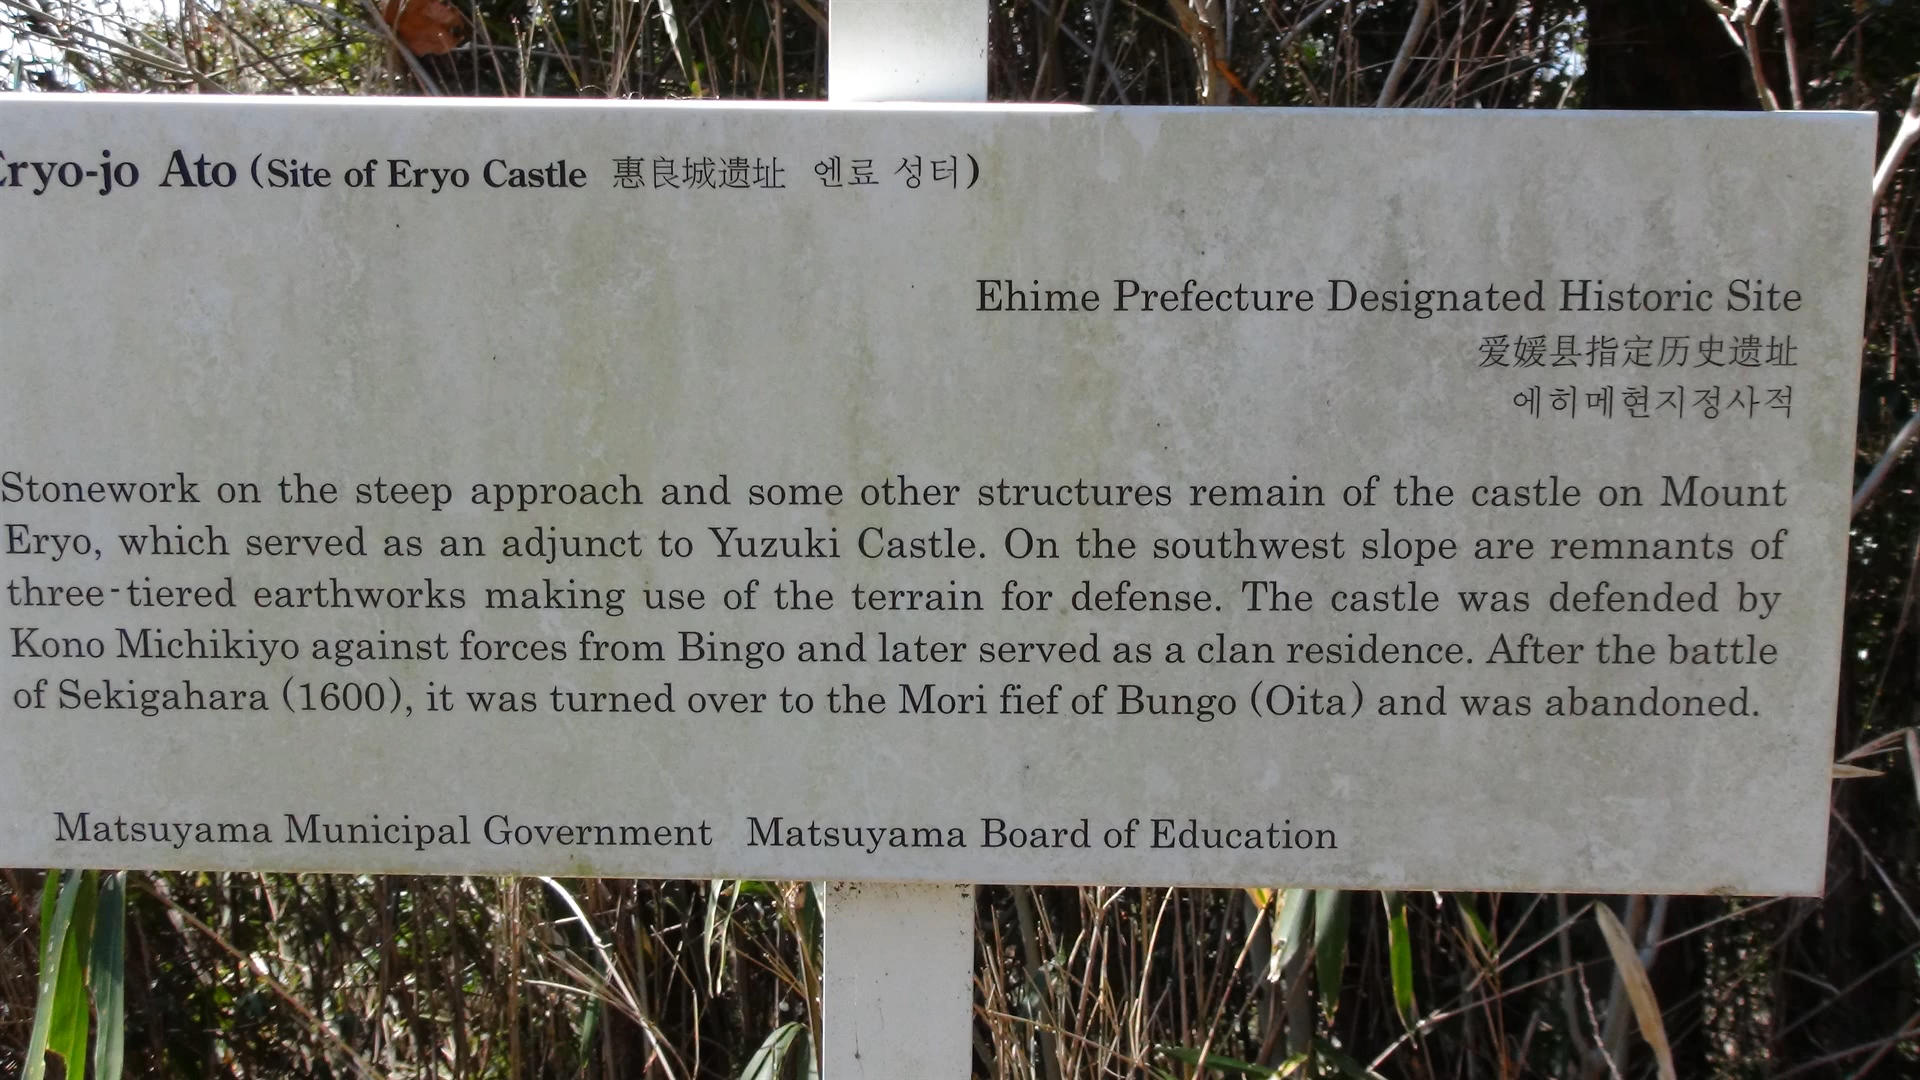 Eryo-jo Ato (Site of Eryo Castle 惠良城遗址 엔료 성터)
Ehime Prefecture Designated Historic Site
爱媛县指定历史遗址
에히메현지정사적
Stonework on the steep approach and some other structures remain of the castle on Mount
Eryo, which served as an adjunct to Yuzuki Castle. On the southwest slope are remnants of
three-tiered earthworks making use of the terrain for defense. The castle was defended by
Kono Michikiyo against forces from Bingo and later served as a clan residence. After the battle
of Sekigahara (1600), it was turned over to the Mori fief of Bungo (Oita) and was abandoned.
Matsuyama Municipal Government Matsuyama Board of Education